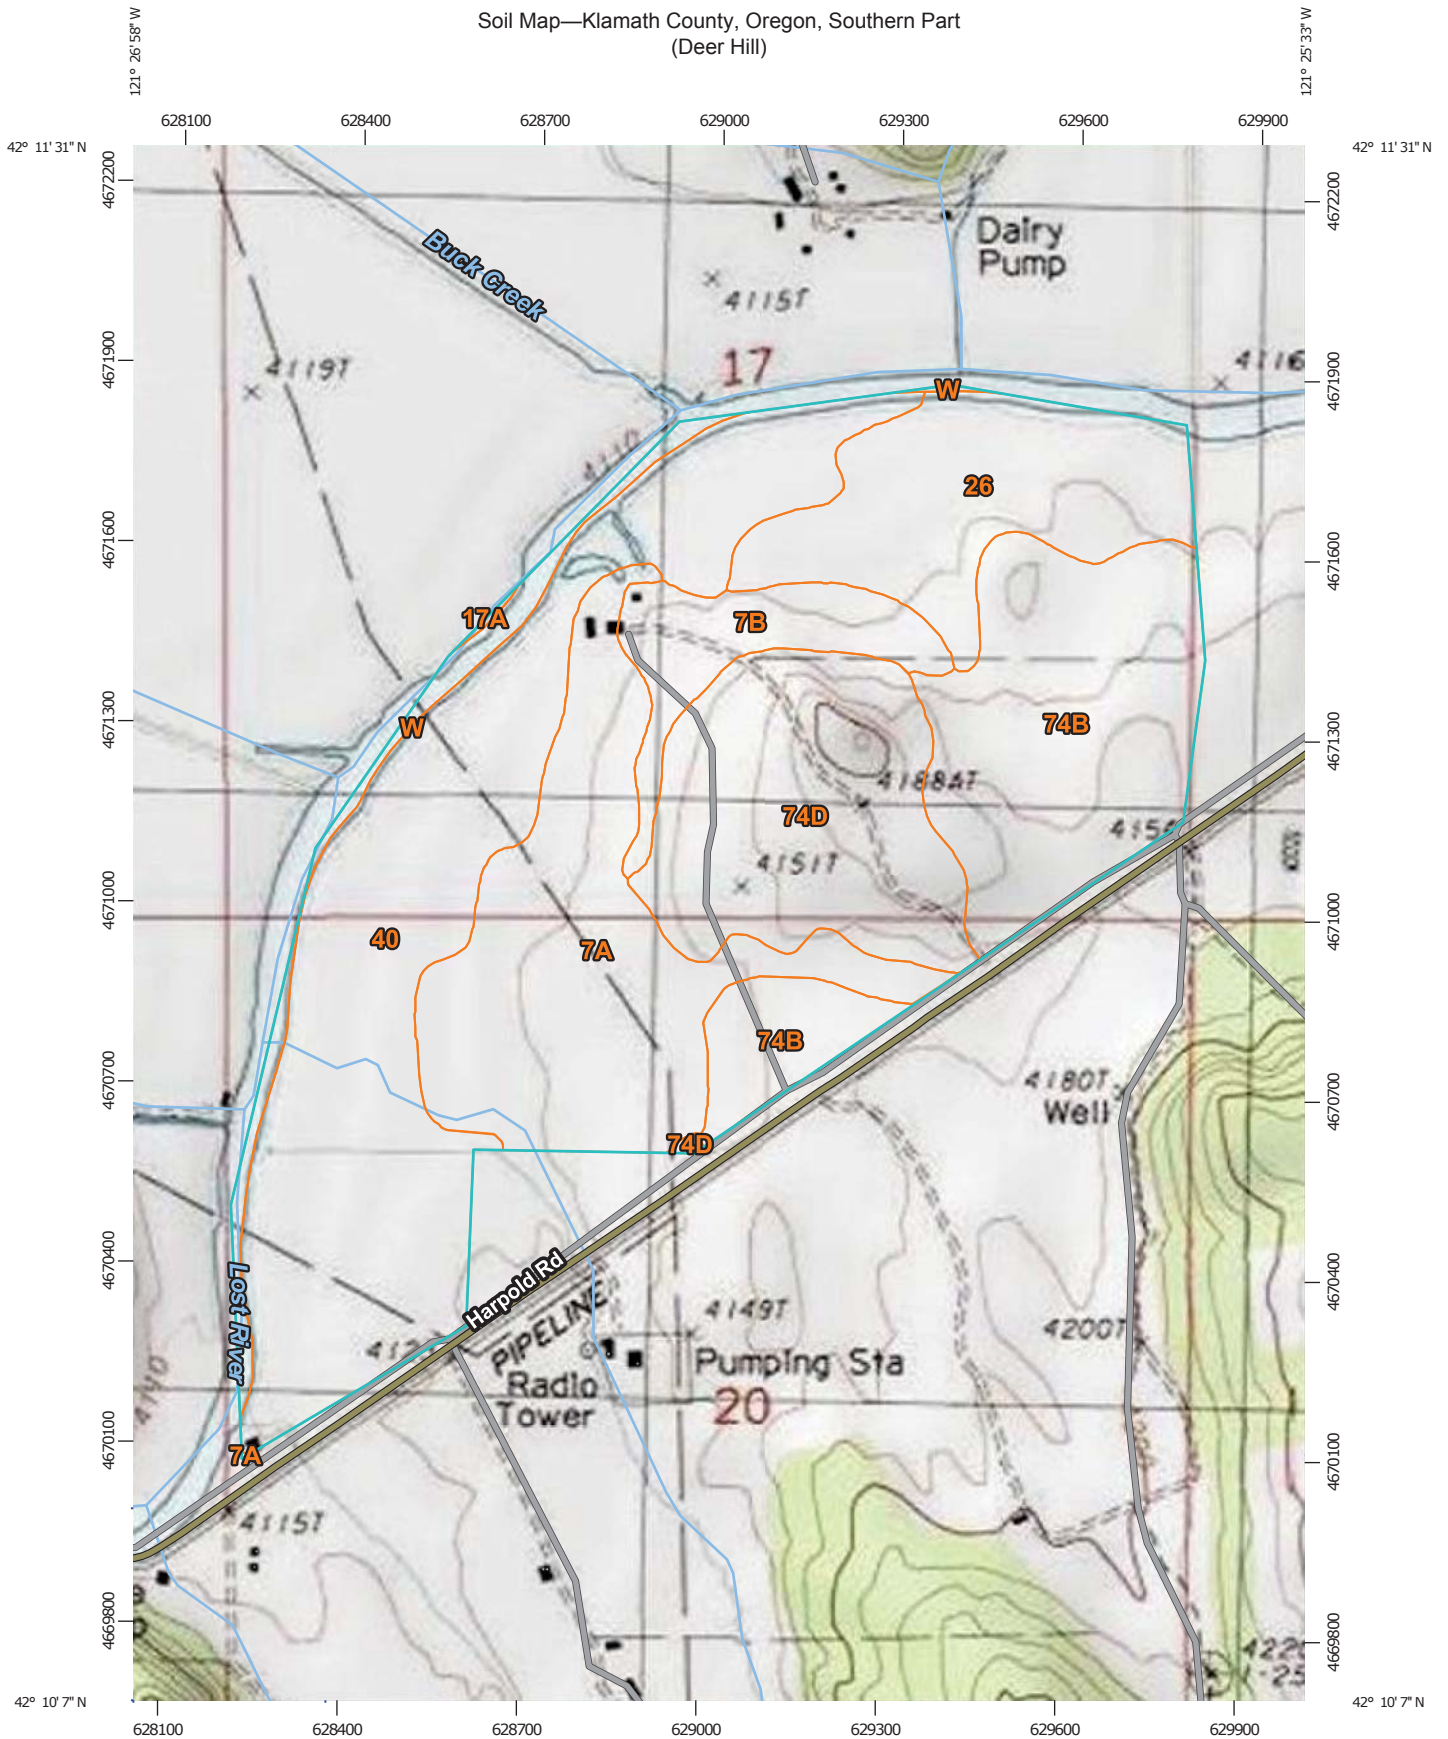 Soil Map—Klamath County, Oregon, Southern Part
(Deer Hill)
121° 26' 58" W
121° 25' 33" W
628100 628400 628700 629000 629300 629600 629900
42° 11' 31" N
42° 11' 31" N
4672200
4672200
Dairy
Pump
Buck Creek
4115T
17
4119T
4116
4671900
4671900
W
4110
26
4671600
4671600
17A
7B
W
74B
4671300
4671300
4188AT
74D
4151T
4154
4671000
4671000
40
7A
74B
4670700
4670700
4180T
Well
74D
4670400
4670400
Lost River
Harpold Rd
PIPELINE
4149T
4200T
Pumping Sta
Radio
Tower
20
4110
4670100
4670100
7A
4115T
4669800
4669800
42° 10' 7" N
42° 10' 7" N
628100 628400 628700 629000 629300 629600 629900